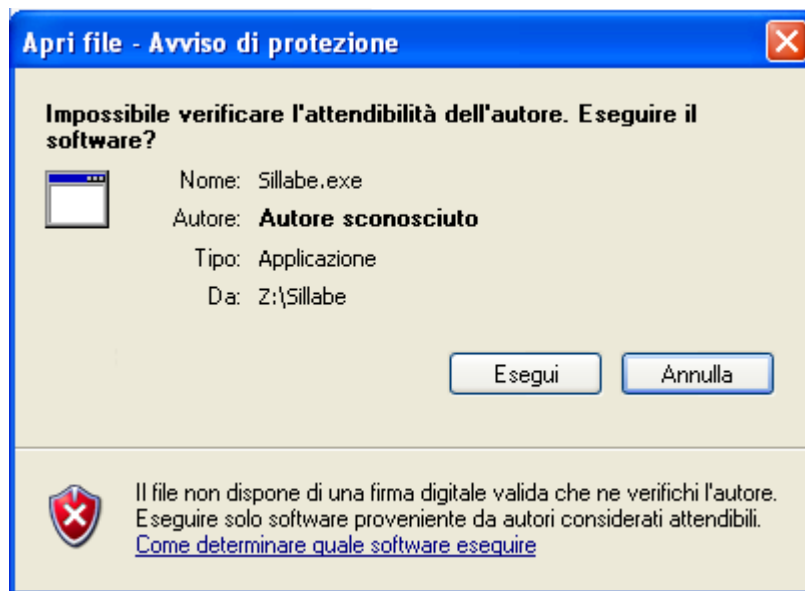 Apri file - Avviso di protezione
Impossibile verificare l'attendibilità dell'autore. Eseguire il
software?
Nome: Sillabe.exe
Autore: Autore sconosciuto
Tipo: Applicazione
Da: Z:\Sillabe
Esegui Annulla
Il file non dispone di una firma digitale valida che ne verifichi l'autore.
Eseguire solo software proveniente da autori considerati attendibili.
Come determinare quale software eseguire